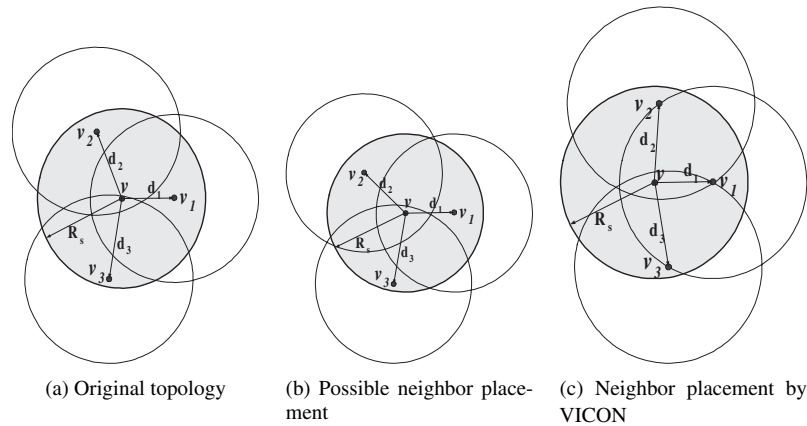 v₂
d₂
v
d₁
v₁
Rₛ
d₃
v₃
v₂
d₂
v
d₁
v₁
Rₛ
d₃
v₃
v₂
d₂
v
d₁
v₁
Rₛ
d₃
v₃
(a) Original topology
(b) Possible neighbor place-
ment
(c) Neighbor placement by
VICON